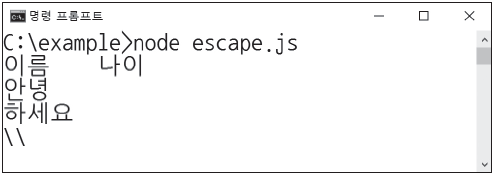 명령 프롬프트
C:\example>node escape.js
이름    나이
안녕
하세요
\\